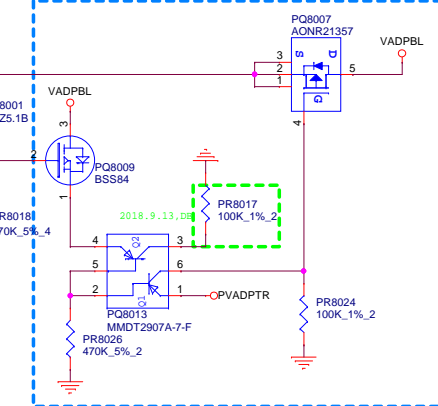 PQ8007
AONR21357
VADPBL
3
2
1
S
D
G
5
4
8001
Z5.1B
VADPBL
3
2
PQ8009
BSS84
1
PR8018
70K_5%_4
2018.9.13,DE
PR8017
100K_1%_2
4
3
5
6
2
1
Q2
Q1
PVADPTR
PQ8013
MMDT2907A-7-F
PR8026
470K_5%_2
PR8024
100K_1%_2